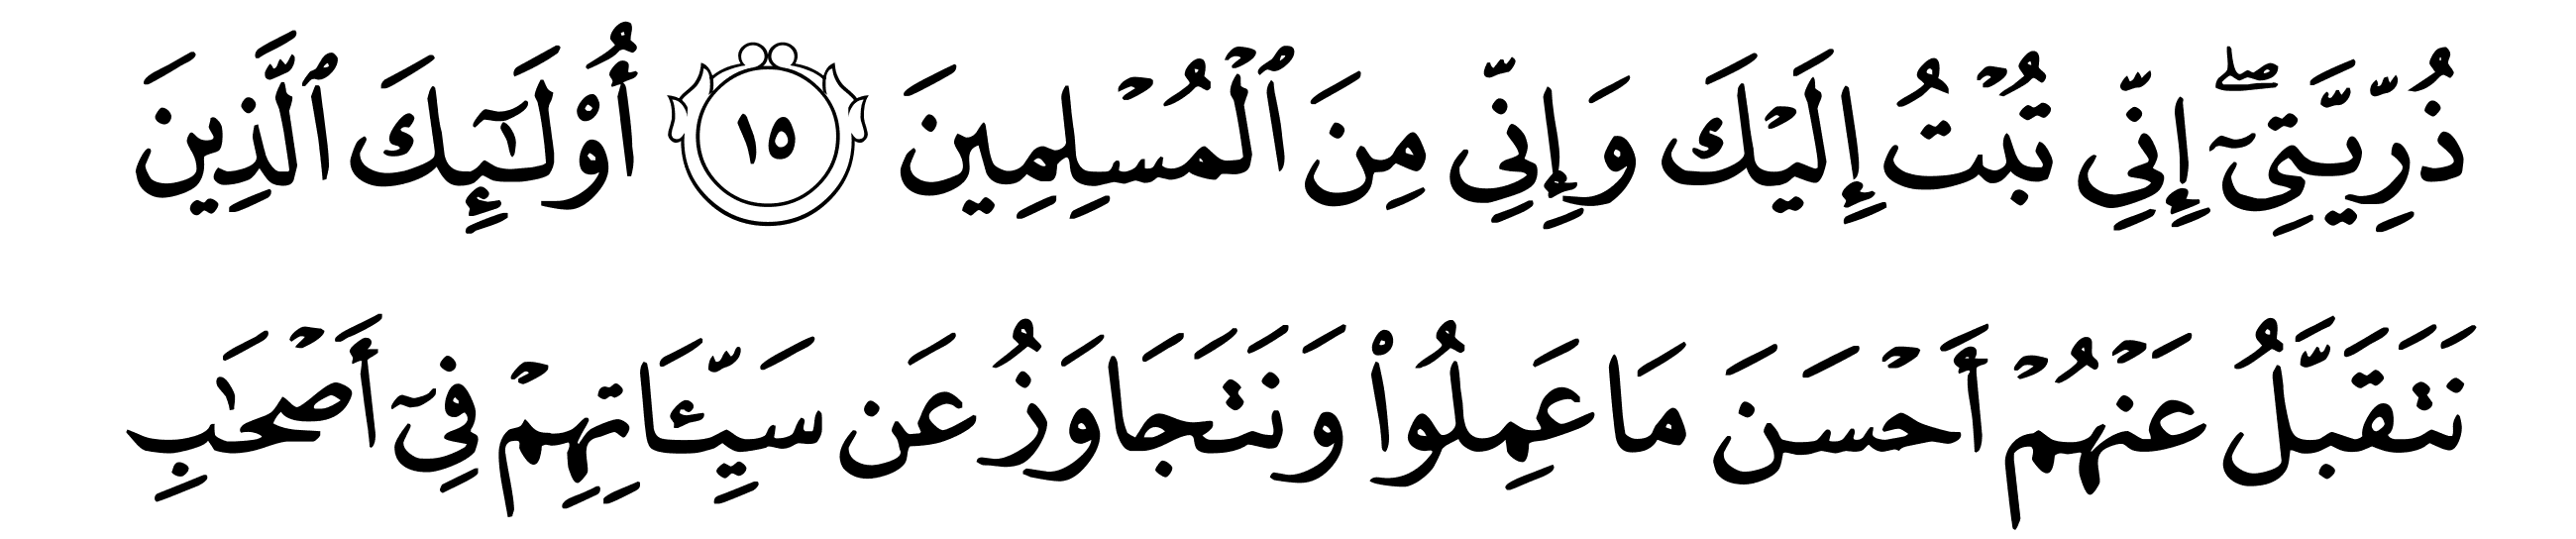 ذُرِّيَّتِىٓ ۖ إِنِّى تُبْتُ إِلَيْكَ وَإِنِّى مِنَ ٱلْمُسْلِمِينَ ١٥ أُو۟لَـٰٓئِكَ ٱلَّذِينَ
نَتَقَبَّلُ عَنْهُمْ أَحْسَنَ مَا عَمِلُوا۟ وَنَتَجَاوَزُ عَن سَيِّـَٔاتِهِمْ فِىٓ أَصْحَـٰبِ